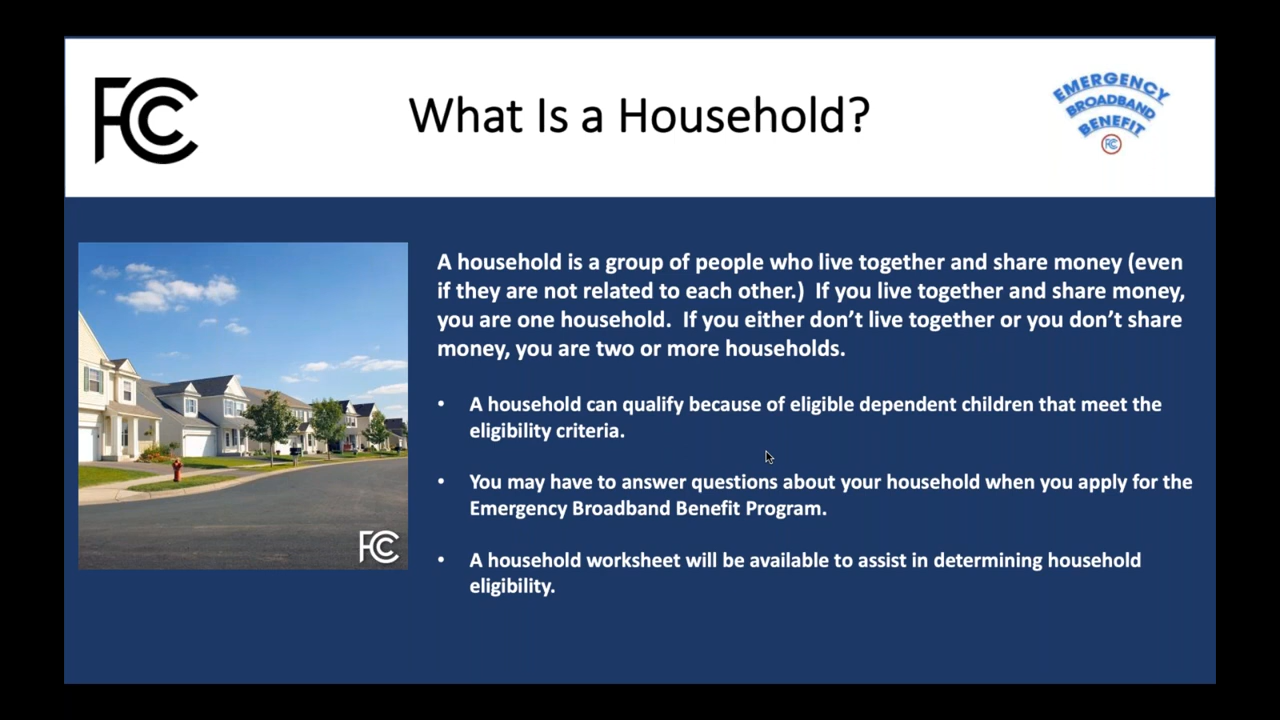 FCC
What Is a Household?
EMERGENCY
BROADBAND
BENEFIT
FCC
A household is a group of people who live together and share money (even
if they are not related to each other.)  If you live together and share money,
you are one household.  If you either don’t live together or you don’t share
money, you are two or more households.
• A household can qualify because of eligible dependent children that meet the
eligibility criteria.
• You may have to answer questions about your household when you apply for the
Emergency Broadband Benefit Program.
• A household worksheet will be available to assist in determining household
eligibility.
FCC